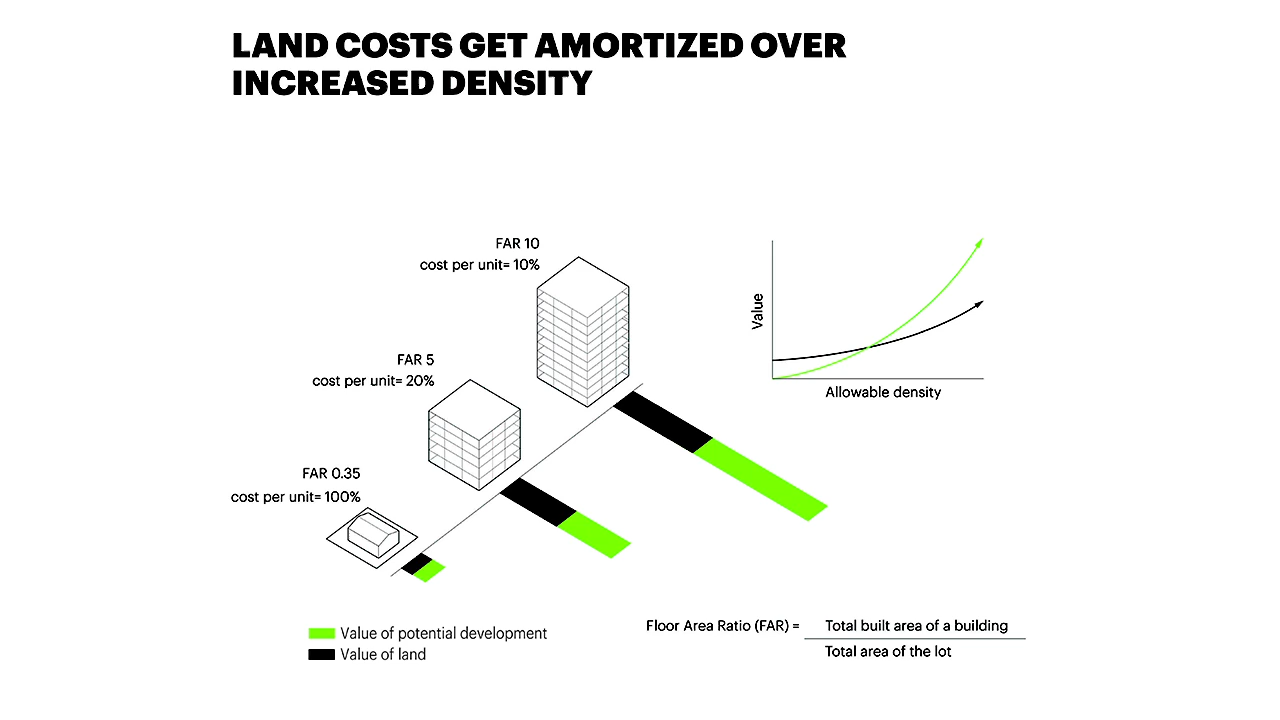 LAND COSTS GET AMORTIZED OVER
INCREASED DENSITY
FAR 10
cost per unit= 10%
FAR 5
cost per unit= 20%
FAR 0.35
cost per unit= 100%
Value
Allowable density
Value of potential development
Value of land
Floor Area Ratio (FAR) =
Total built area of a building
Total area of the lot